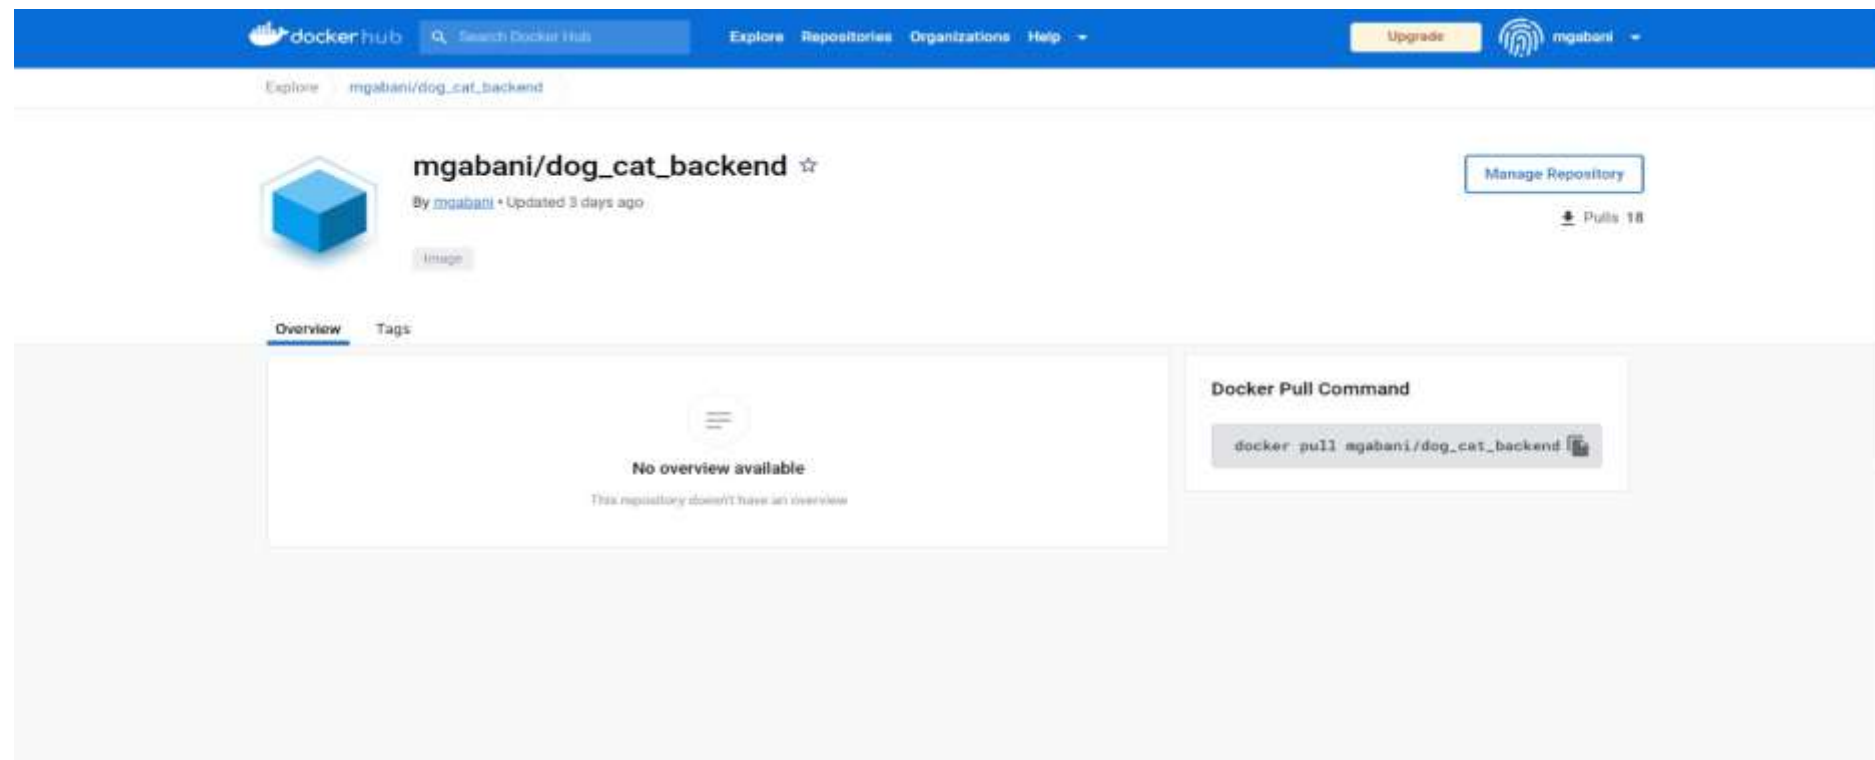 dockerhub Search Docker Hub Explore Repositories Organizations Help Upgrade mgabani
Explore mgabani/dog_cat_backend
mgabani/dog_cat_backend
Manage Repository
By mgabani • Updated 3 days ago
Pulls 18
Image
Overview Tags
Docker Pull Command
docker pull mgabani/dog_cat_backend
No overview available
This repository doesn't have an overview